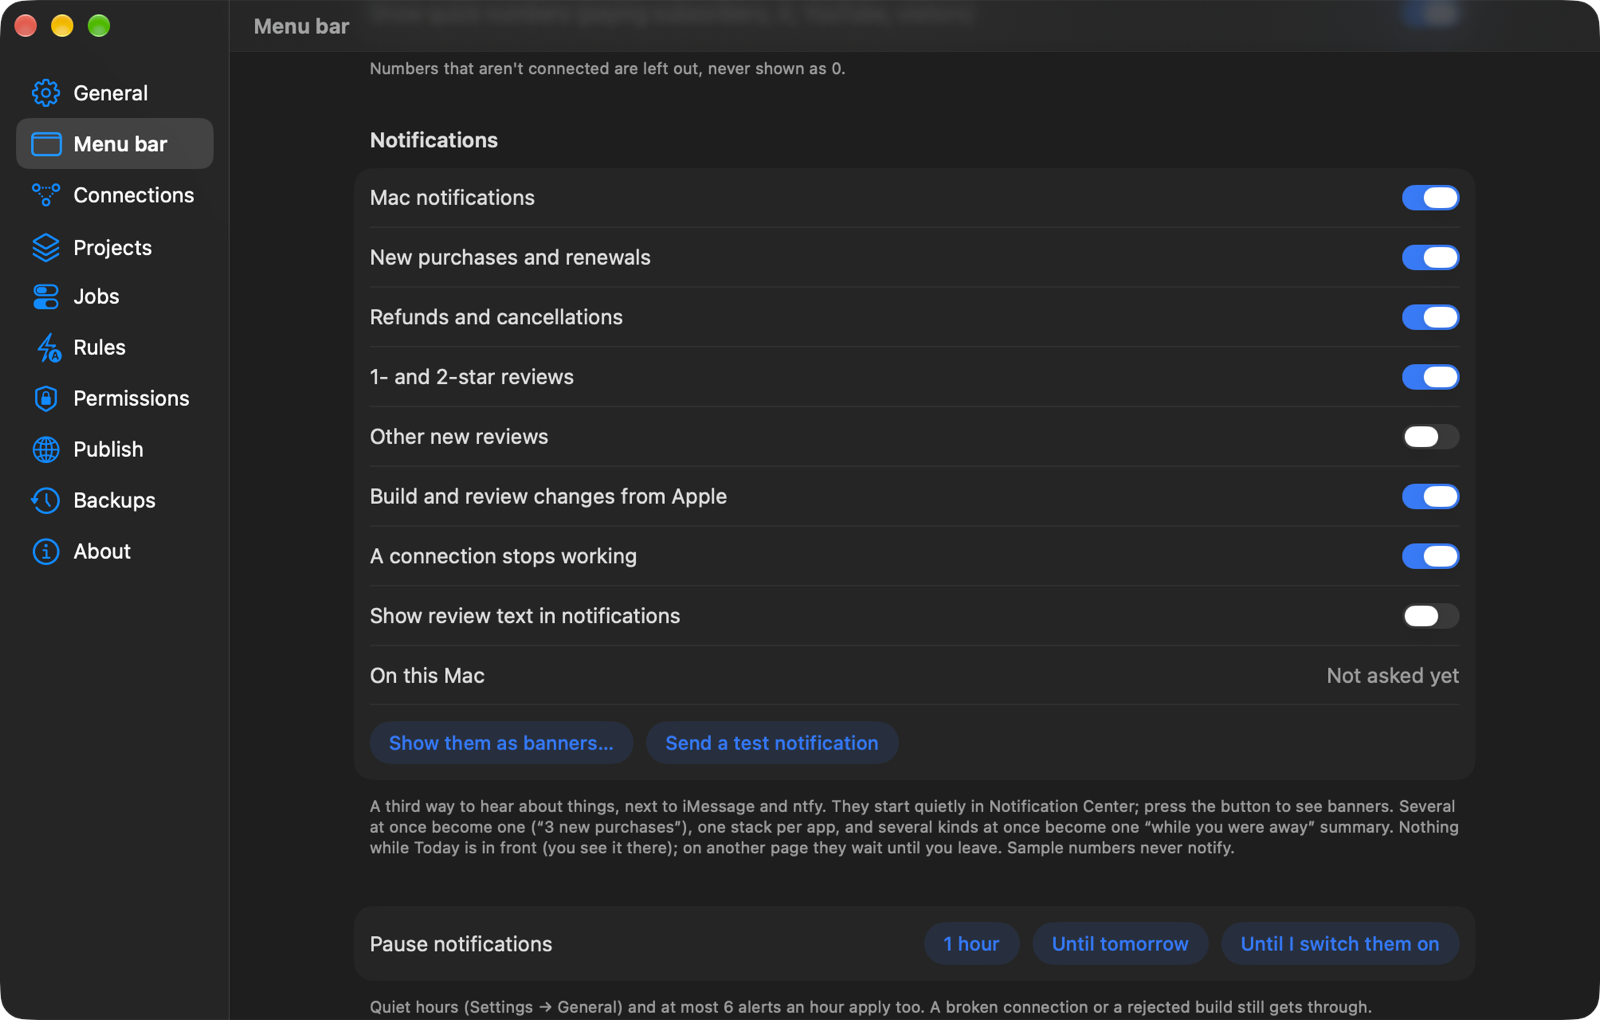 Menu bar
General
Menu bar
Connections
Projects
Jobs
Rules
Permissions
Publish
Backups
About
Numbers that aren't connected are left out, never shown as 0.
Notifications
Mac notifications
New purchases and renewals
Refunds and cancellations
1- and 2-star reviews
Other new reviews
Build and review changes from Apple
A connection stops working
Show review text in notifications
On this Mac Not asked yet
Show them as banners... Send a test notification
A third way to hear about things, next to iMessage and ntfy. They start quietly in Notification Center; press the button to see banners. Several
at once become one (“3 new purchases”), one stack per app, and several kinds at once become one “while you were away” summary. Nothing
while Today is in front (you see it there); on another page they wait until you leave. Sample numbers never notify.
Pause notifications 1 hour Until tomorrow Until I switch them on
Quiet hours (Settings → General) and at most 6 alerts an hour apply too. A broken connection or a rejected build still gets through.